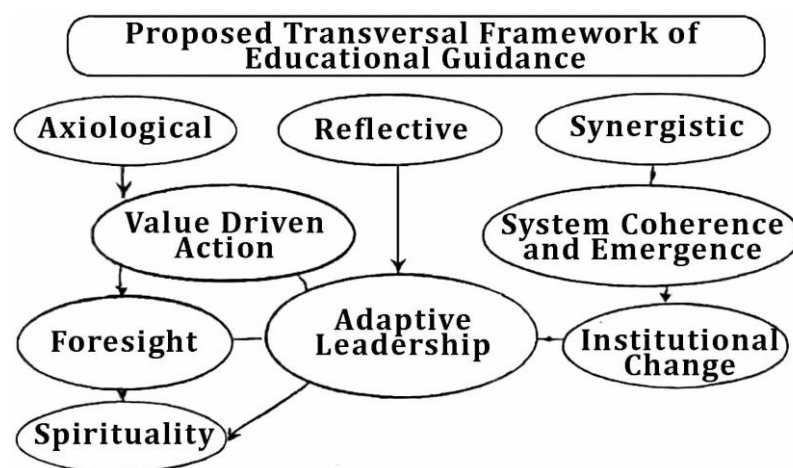 Proposed Transversal Framework of
Educational Guidance
Axiological
Reflective
Synergistic
Value Driven
Action
System Coherence
and Emergence
Foresight
Adaptive
Leadership
Institutional
Change
Spirituality